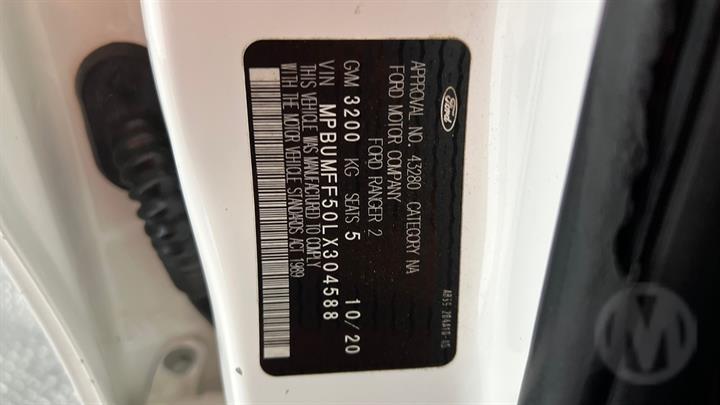 Ford
APPROVAL NO. 43280 CATEGORY NA
FORD MOTOR COMPANY
FORD RANGER 2
GVM 3200 KG SEATS 5 10/20
VIN MPBUMFF50LX304588
THIS VEHICLE WAS MANUFACTURED TO COMPLY
WITH THE MOTOR VEHICLE STANDARDS ACT 1989
M